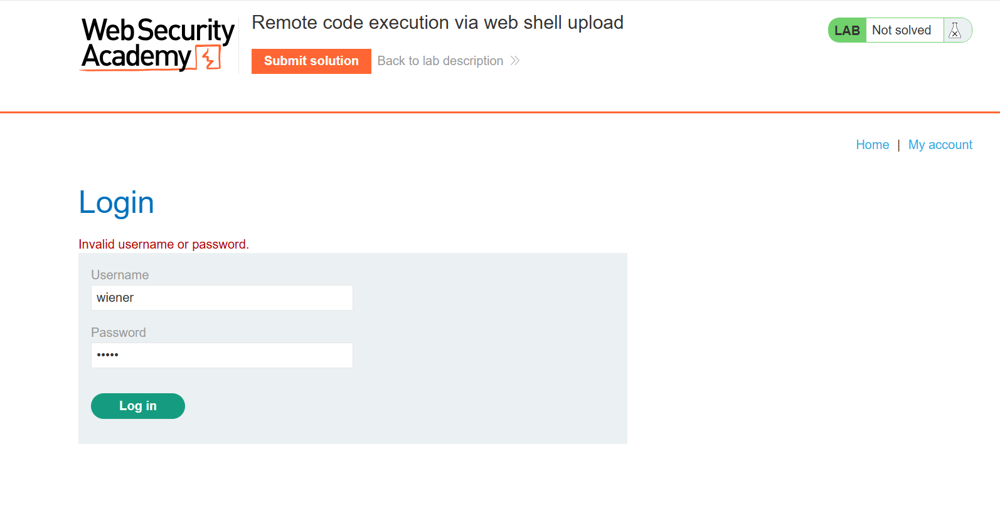 Web Security
Academy
Remote code execution via web shell upload
Submit solution
Back to lab description
LAB
Not solved
Home | My account
Login
Invalid username or password.
Username
wiener
Password
•••••
Log in